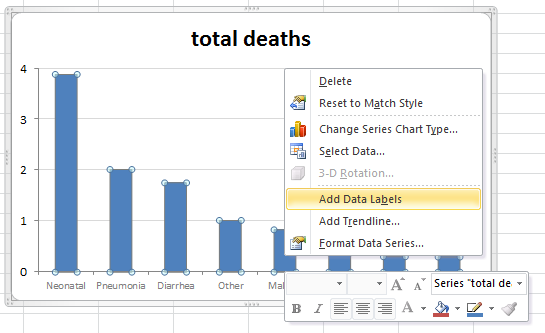 total deaths
4
3
2
1
0
Neonatal Pneumonia Diarrhea Other
Delete
Reset to Match Style
Change Series Chart Type...
Select Data...
3-D Rotation...
Add Data Labels
Add Trendline...
Format Data Series...
A A Series "total de
B I A